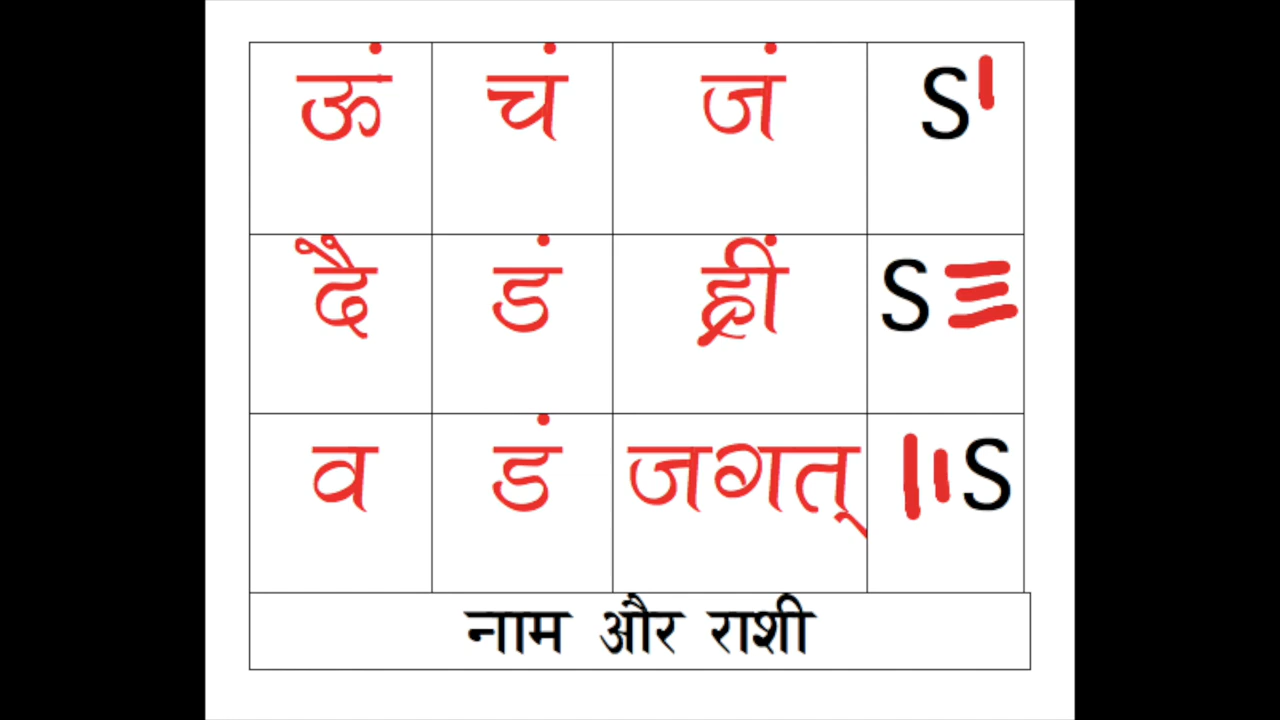 ऊं चं जं S।
दै डं ह्रीं S☰
व डं जगत् ॥S
नाम और राशी